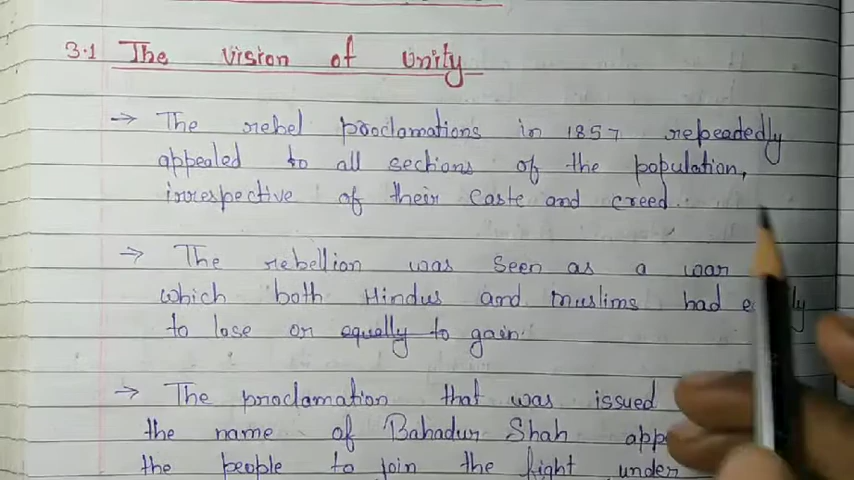 3.1 The vision of Unity
→ The rebel proclamations in 1857 repeadedly
appealed to all sections of the population,
irrespective of their caste and creed.
→ The rebellion was seen as a war
which both Hindus and Muslims had
to lose or equally to gain.
→ The proclamation that was issued
the name of Bahadur Shah
the people to join the fight under